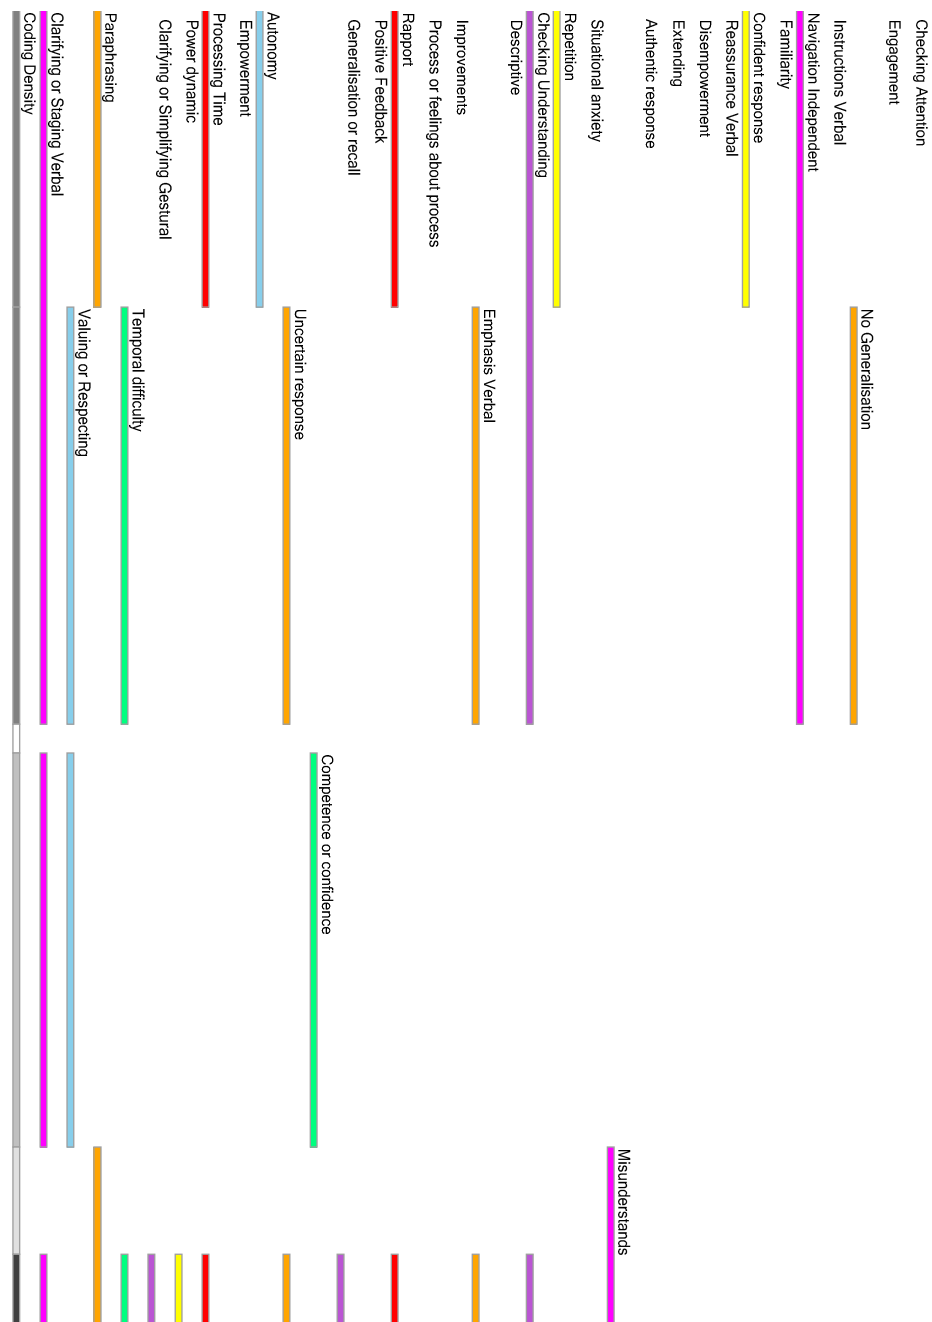 Coding Density
Clarifying or Staging Verbal
Valuing or Respecting
Paraphrasing
Temporal difficulty
Clarifying or Simplifying Gestural
Power dynamic
Processing Time
Empowerment
Autonomy
Uncertain response
Competence or confidence
Generalisation or recall
Positive Feedback
Rapport
Process or feelings about process
Improvements
Emphasis Verbal
Descriptive
Checking Understanding
Repetition
Situational anxiety
Misunderstands
Authentic response
Extending
Disempowerment
Reassurance Verbal
Confident response
Familiarity
Navigation Independent
Instructions Verbal
No Generalisation
Engagement
Checking Attention